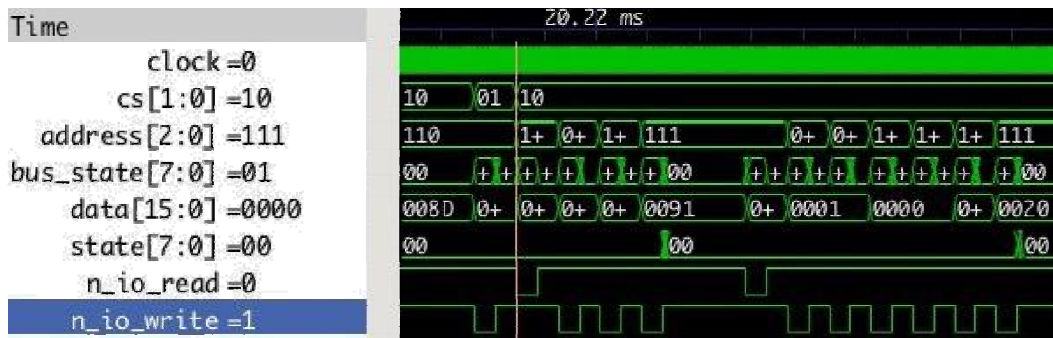 Time 20.22 ms
clock =0
cs[1:0] =10 10 01 10
address[2:0] =111 110 1+ 0+ 1+ 111 0+ 0+ 1+ 1+ 1+ 111
bus_state[7:0] =01 00 + + + + + + + 00 + + + + + + + + + + 00
data[15:0] =0000 008D 0+ 0+ 0+ 0+ 0091 0+ 0001 0000 0+ 0020
state[7:0] =00 00 00 00
n_io_read =0
n_io_write =1